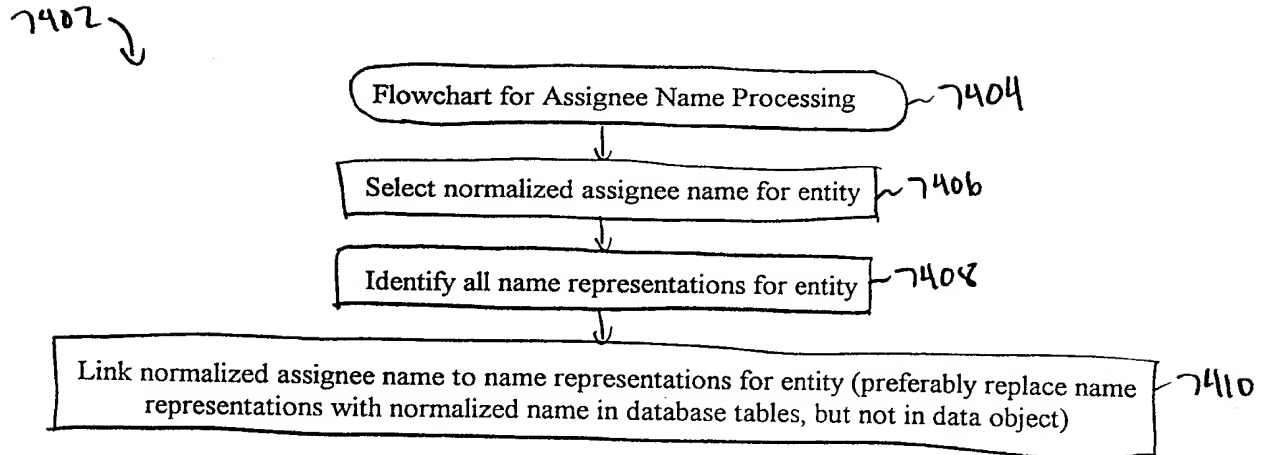 7402
Flowchart for Assignee Name Processing 7404
Select normalized assignee name for entity 7406
Identify all name representations for entity 7408
Link normalized assignee name to name representations for entity (preferably replace name 7410
representations with normalized name in database tables, but not in data object)